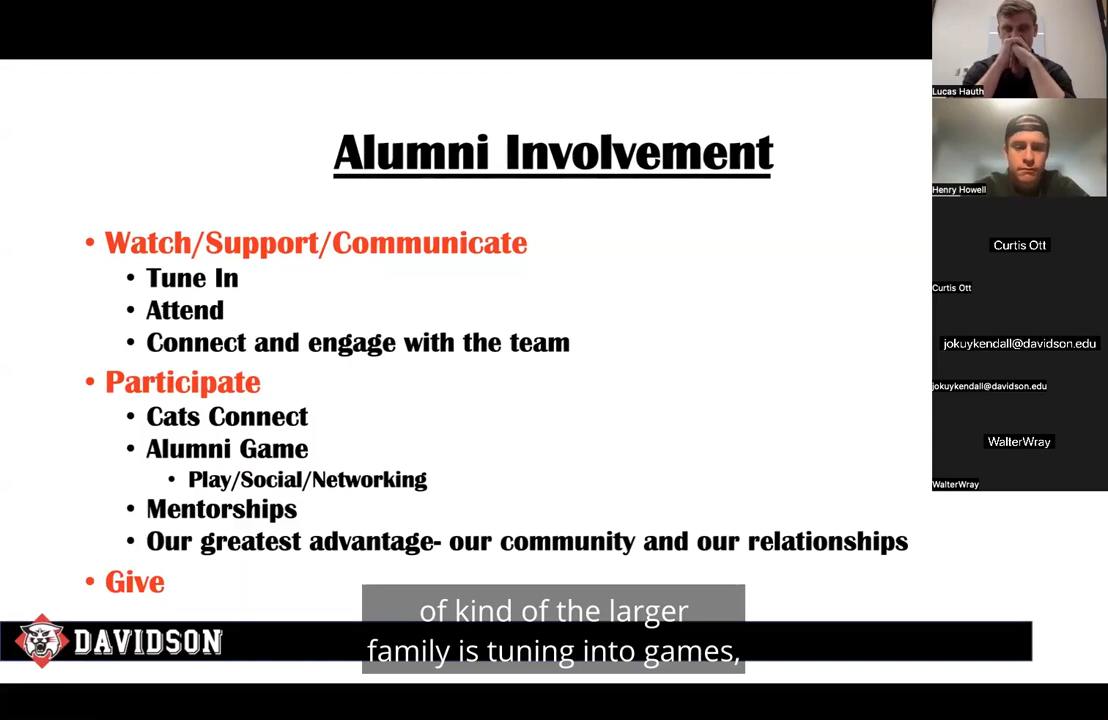 Alumni Involvement
• Watch/Support/Communicate
• Tune In
• Attend
• Connect and engage with the team
• Participate
• Cats Connect
• Alumni Game
• Play/Social/Networking
• Mentorships
• Our greatest advantage- our community and our relationships
• Give
DAVIDSON
of kind of the larger
family is tuning into games,
Lucas Hauth
Henry Howell
Curtis Ott
Curtis Ott
jokuykendall@davidson.edu
jokuykendall@davidson.edu
WalterWray
WalterWray